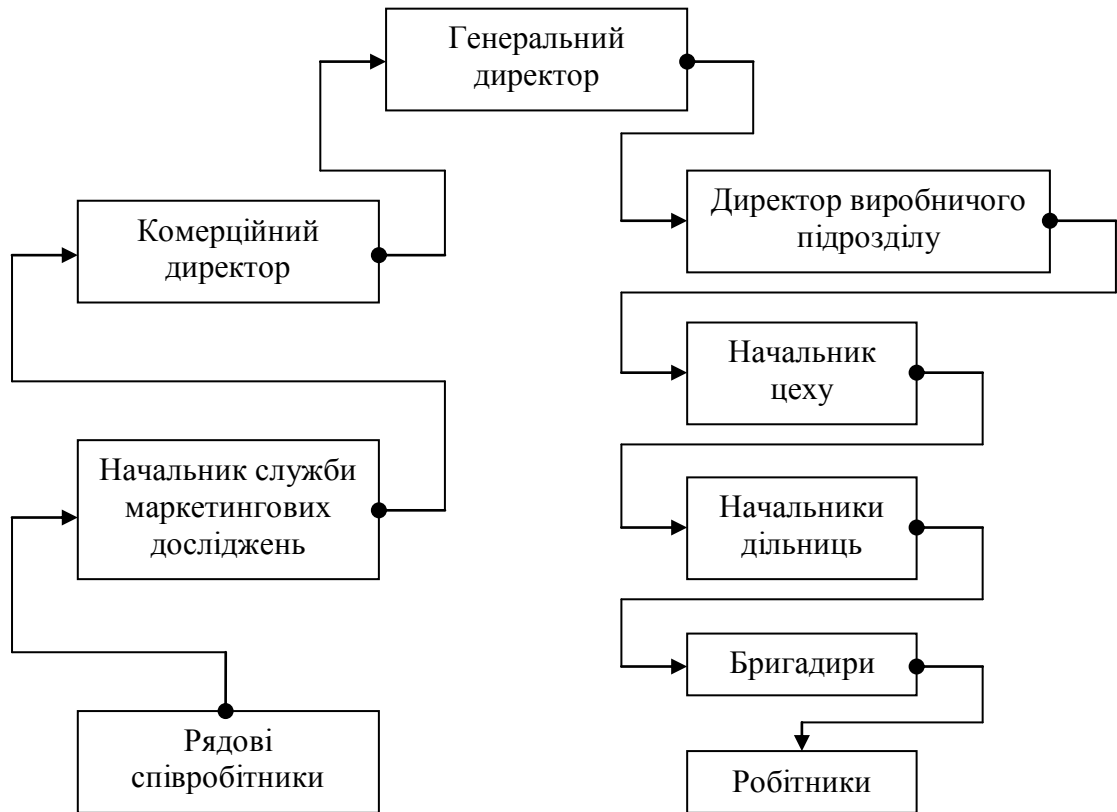 Генеральний
директор
Комерційний
директор
Директор виробничого
підрозділу
Начальник
цеху
Начальник служби
маркетингових
досліджень
Начальники
дільниць
Бригадири
Рядові
співробітники
Робітники